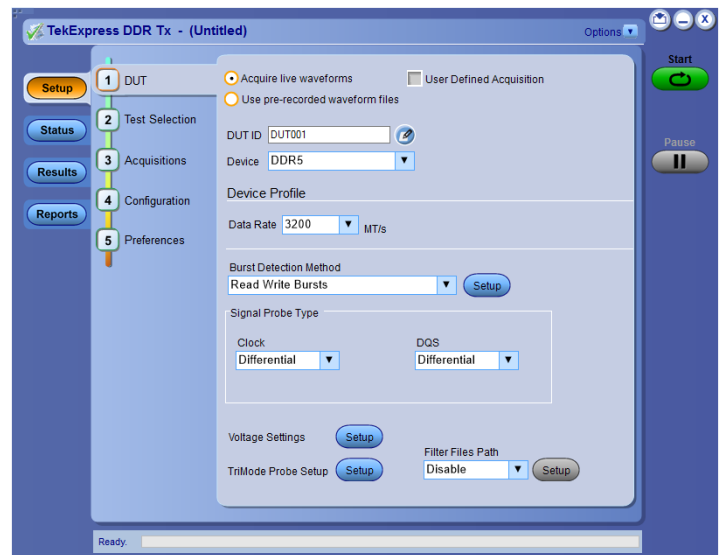 TekExpress DDR Tx - (Untitled)
Options
Start
Pause
Setup
Status
Results
Reports
1 DUT
2 Test Selection
3 Acquisitions
4 Configuration
5 Preferences
Acquire live waveforms
User Defined Acquisition
Use pre-recorded waveform files
DUT ID DUT001
Device DDR5
Device Profile
Data Rate 3200 MT/s
Burst Detection Method
Read Write Bursts Setup
Signal Probe Type
Clock DQS
Differential Differential
Voltage Settings Setup
Filter Files Path
TriMode Probe Setup Setup Disable Setup
Ready.